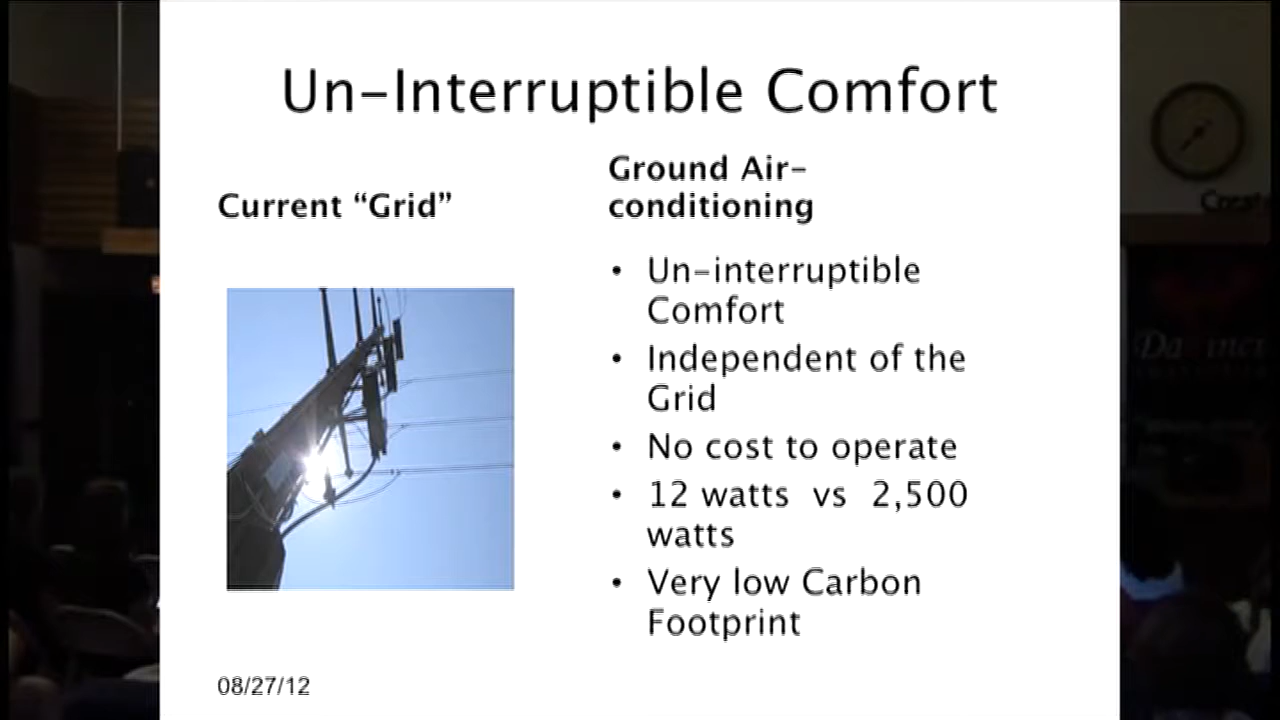 Un-Interruptible Comfort
Current “Grid”
Ground Air-
conditioning
• Un-interruptible
Comfort
• Independent of the
Grid
• No cost to operate
• 12 watts vs 2,500
watts
• Very low Carbon
Footprint
08/27/12